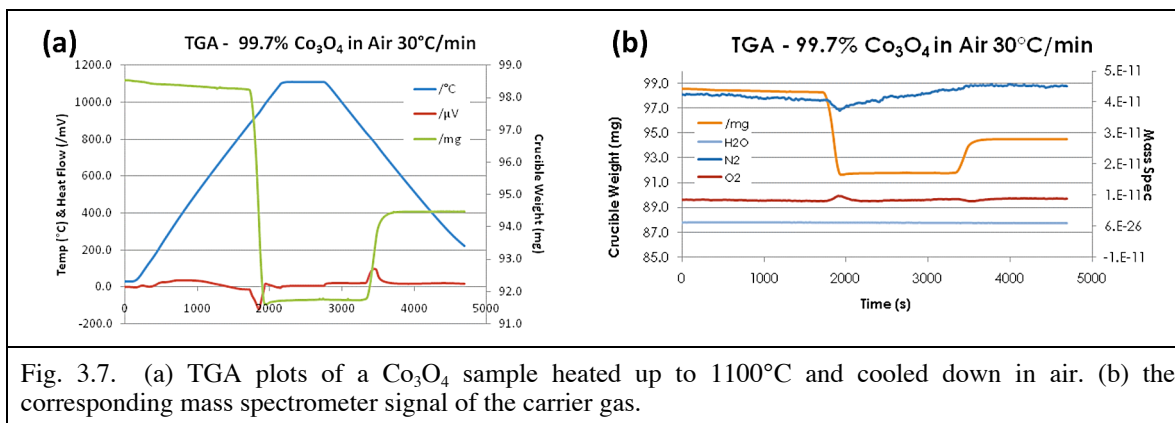 (a)
TGA - 99.7% Co₃O₄ in Air 30°C/min
Temp (°C) & Heat Flow (/mV)
1200.0
1000.0
800.0
600.0
400.0
200.0
0.0
-200.0
0
1000
2000
3000
4000
5000
/°C
/µV
/mg
99.0
98.0
97.0
96.0
95.0
94.0
93.0
92.0
91.0
Crucible Weight (mg)
(b)
TGA - 99.7% Co₃O₄ in Air 30°C/min
Crucible Weight (mg)
99.0
97.0
95.0
93.0
91.0
89.0
87.0
85.0
/mg
H2O
N2
O2
0
1000
2000
3000
4000
5000
Time (s)
5.E-11
4.E-11
3.E-11
2.E-11
1.E-11
6.E-26
-1.E-11
Mass Spec
Fig. 3.7. (a) TGA plots of a Co₃O₄ sample heated up to 1100°C and cooled down in air. (b) the
corresponding mass spectrometer signal of the carrier gas.